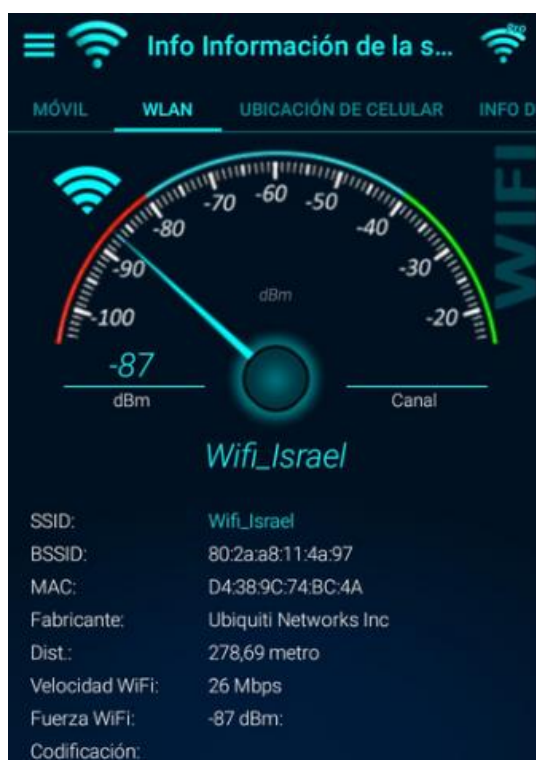 Info Información de la s...
Pro
MÓVIL WLAN UBICACIÓN DE CELULAR INFO D
WIFI
-100 -90 -80 -70 -60 -50 -40 -30 -20
dBm
-87
dBm Canal
Wifi_Israel
SSID: Wifi_Israel
BSSID: 80:2a:a8:11:4a:97
MAC: D4:38:9C:74:BC:4A
Fabricante: Ubiquiti Networks Inc
Dist.: 278,69 metro
Velocidad WiFi: 26 Mbps
Fuerza WiFi: -87 dBm:
Codificación: